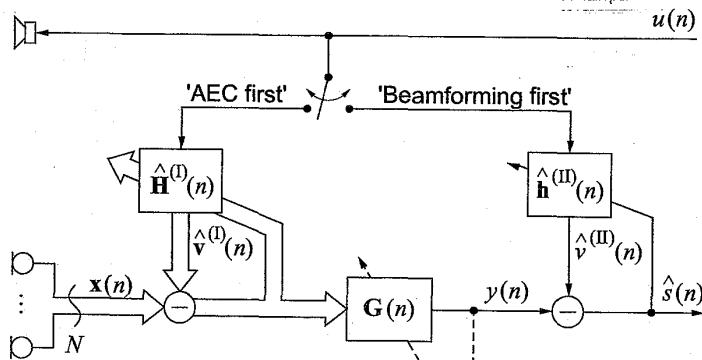 u(n)
'AEC first' 'Beamforming first'
Ĥ^(I)(n) ĥ^(II)(n)
v̂^(I)(n) v̂^(II)(n)
x(n) y(n) ŝ(n)
− G(n) −
⋮
N